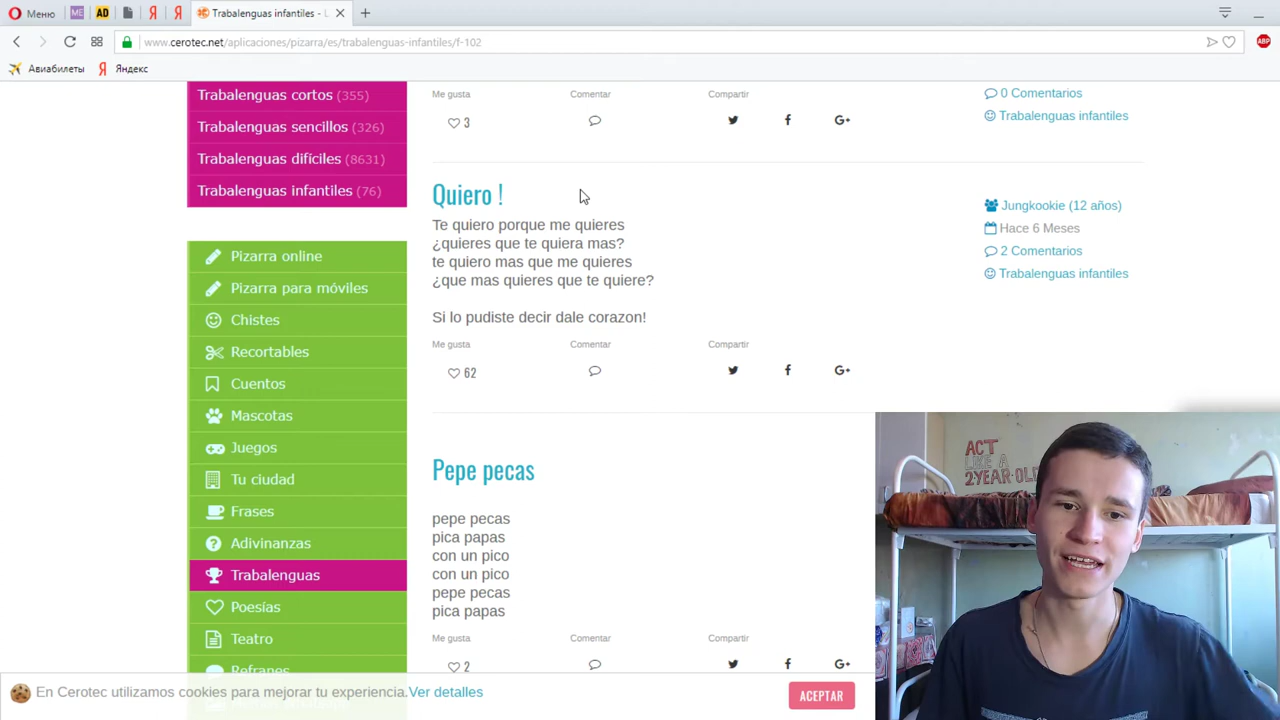 Меню
ME
AD
Я
Я
Trabalenguas infantiles - L
www.cerotec.net/aplicaciones/pizarra/es/trabalenguas-infantiles/f-102
ABP
Авиабилеты
Я Яндекс
Trabalenguas cortos (355)
Trabalenguas sencillos (326)
Trabalenguas difíciles (8631)
Trabalenguas infantiles (76)
Pizarra online
Pizarra para móviles
Chistes
Recortables
Cuentos
Mascotas
Juegos
Tu ciudad
Frases
Adivinanzas
Trabalenguas
Poesías
Teatro
Refranes
Me gusta Comentar Compartir
3
0 Comentarios
Trabalenguas infantiles
Quiero !
Te quiero porque me quieres
¿quieres que te quiera mas?
te quiero mas que me quieres
¿que mas quieres que te quiere?
Si lo pudiste decir dale corazon!
Me gusta Comentar Compartir
62
Jungkookie (12 años)
Hace 6 Meses
2 Comentarios
Trabalenguas infantiles
Pepe pecas
pepe pecas
pica papas
con un pico
con un pico
pepe pecas
pica papas
Me gusta Comentar Compartir
2
En Cerotec utilizamos cookies para mejorar tu experiencia.Ver detalles
ACEPTAR
ACT
LIKE A
2-YEAR-OLD